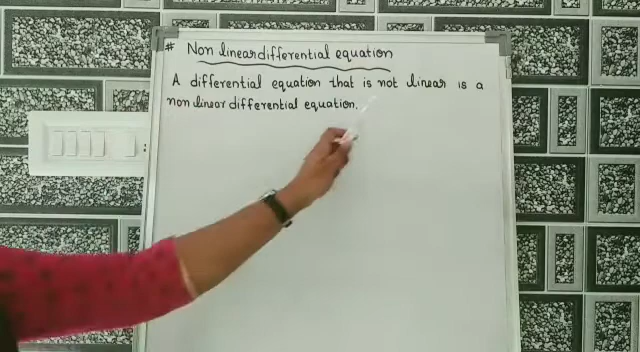 # Non linear differential equation
A differential equation that is not linear is a
non linear differential equation.